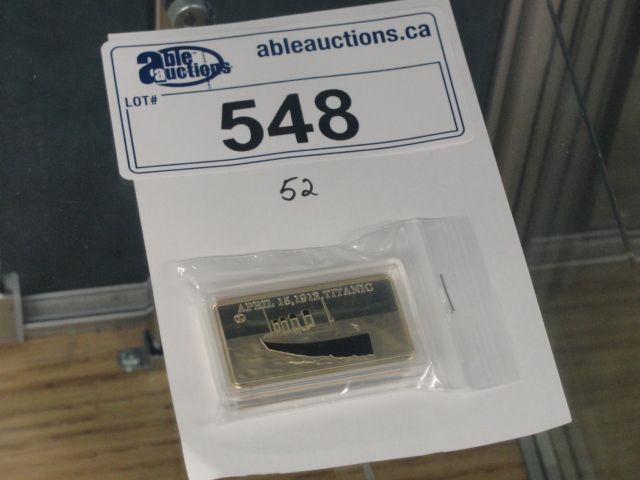 able
auctions
ableauctions.ca
LOT#
548
52
APRIL 15, 1912, TITANIC